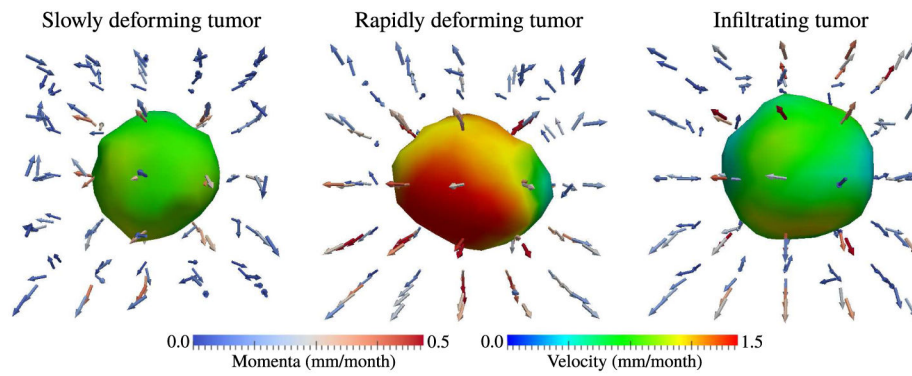 Slowly deforming tumor
Rapidly deforming tumor
Infiltrating tumor
0.0 0.5
Momenta (mm/month)
0.0 1.5
Velocity (mm/month)